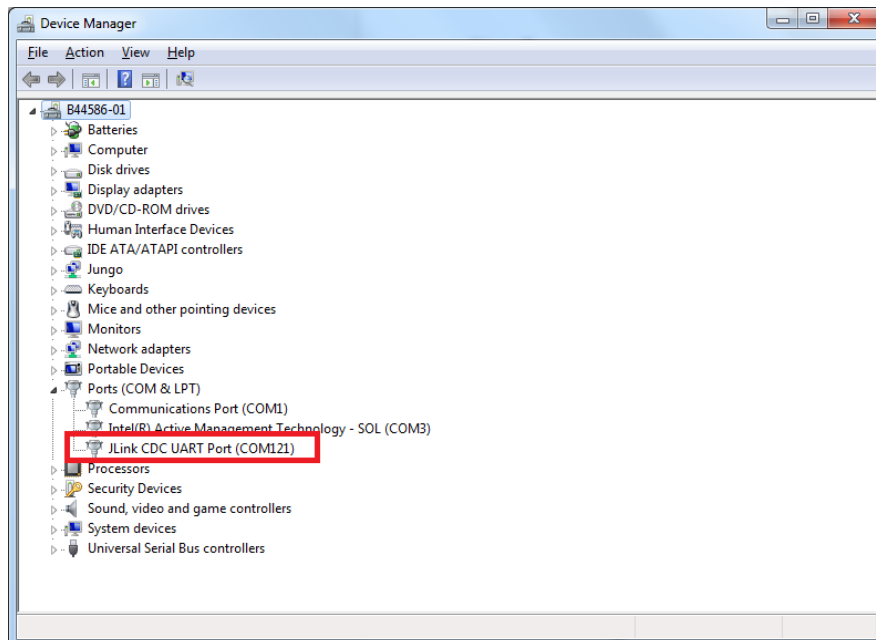 Device Manager
File Action View Help
B44586-01
Batteries
Computer
Disk drives
Display adapters
DVD/CD-ROM drives
Human Interface Devices
IDE ATA/ATAPI controllers
Jungo
Keyboards
Mice and other pointing devices
Monitors
Network adapters
Portable Devices
Ports (COM & LPT)
Communications Port (COM1)
Intel(R) Active Management Technology - SOL (COM3)
JLink CDC UART Port (COM121)
Processors
Security Devices
Sound, video and game controllers
System devices
Universal Serial Bus controllers